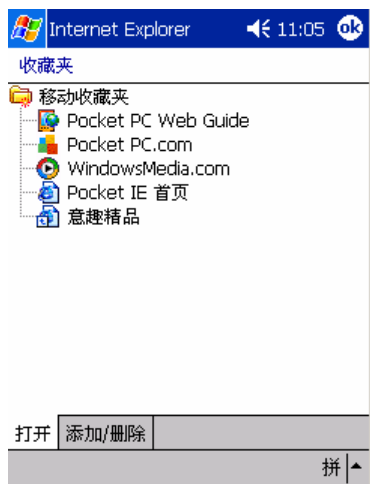 Internet Explorer 11:05 ok
收藏夹
移动收藏夹
Pocket PC Web Guide
Pocket PC.com
WindowsMedia.com
Pocket IE 首页
意趣精品
打开 添加/删除
拼